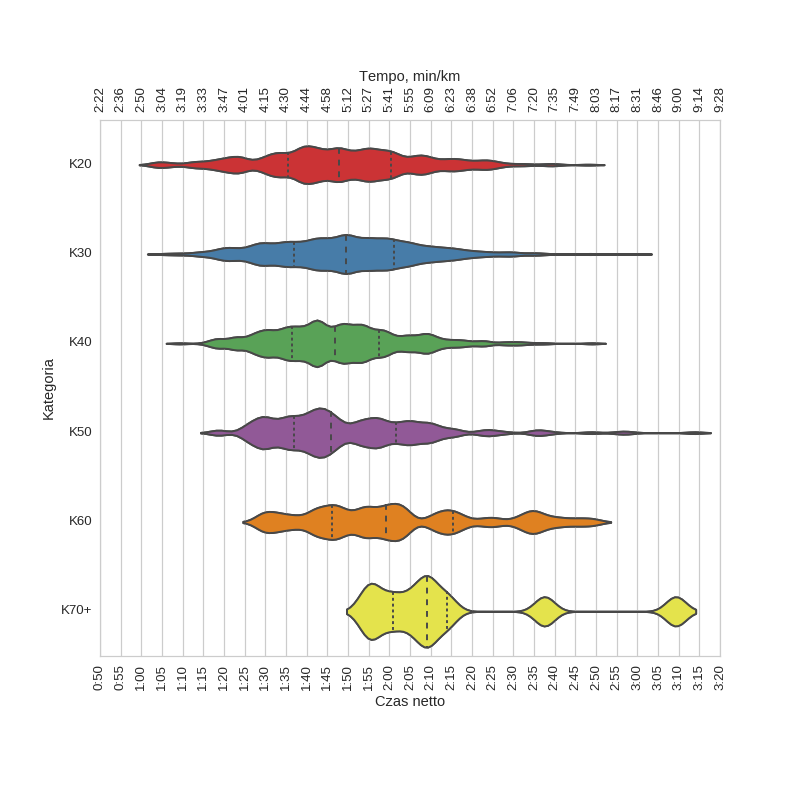 Tempo, min/km
2:22 2:36 2:50 3:04 3:19 3:33 3:47 4:01 4:15 4:30 4:44 4:58 5:12 5:27 5:41 5:55 6:09 6:23 6:38 6:52 7:06 7:20 7:35 7:49 8:03 8:17 8:31 8:46 9:00 9:14 9:28
Kategoria
K20
K30
K40
K50
K60
K70+
0:50 0:55 1:00 1:05 1:10 1:15 1:20 1:25 1:30 1:35 1:40 1:45 1:50 1:55 2:00 2:05 2:10 2:15 2:20 2:25 2:30 2:35 2:40 2:45 2:50 2:55 3:00 3:05 3:10 3:15 3:20
Czas netto